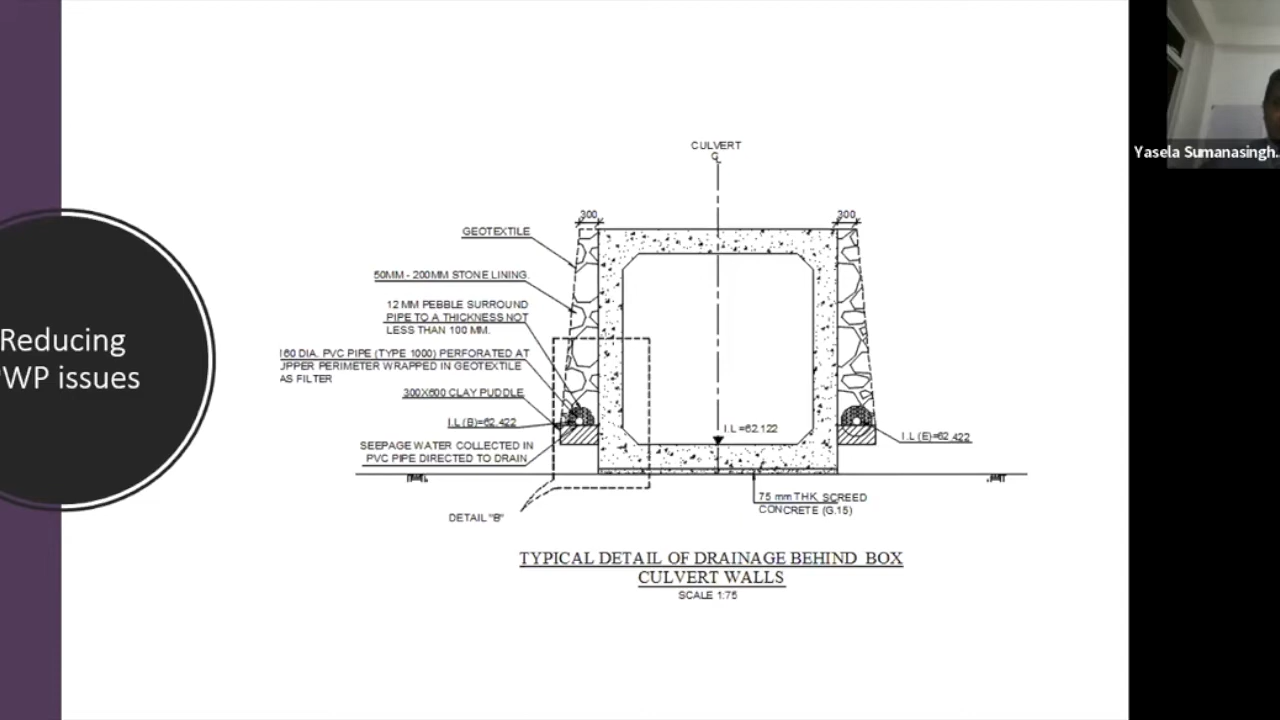 Reducing
PWP issues
CULVERT
300
300
GEOTEXTILE
50MM - 200MM STONE LINING.
12 MM PEBBLE SURROUND
PIPE TO A THICKNESS NOT
LESS THAN 100 MM.
160 DIA. PVC PIPE (TYPE 1000) PERFORATED AT
UPPER PERIMETER WRAPPED IN GEOTEXTILE
AS FILTER
300X600 CLAY PUDDLE
I.L (B)=62.422
SEEPAGE WATER COLLECTED IN
PVC PIPE DIRECTED TO DRAIN
I.L =62.122
I.L (E)=62.422
75 mm THK. SCREED
CONCRETE (G.15)
DETAIL "B"
TYPICAL DETAIL OF DRAINAGE BEHIND BOX
CULVERT WALLS
SCALE 1:75
Yasela Sumanasingh...